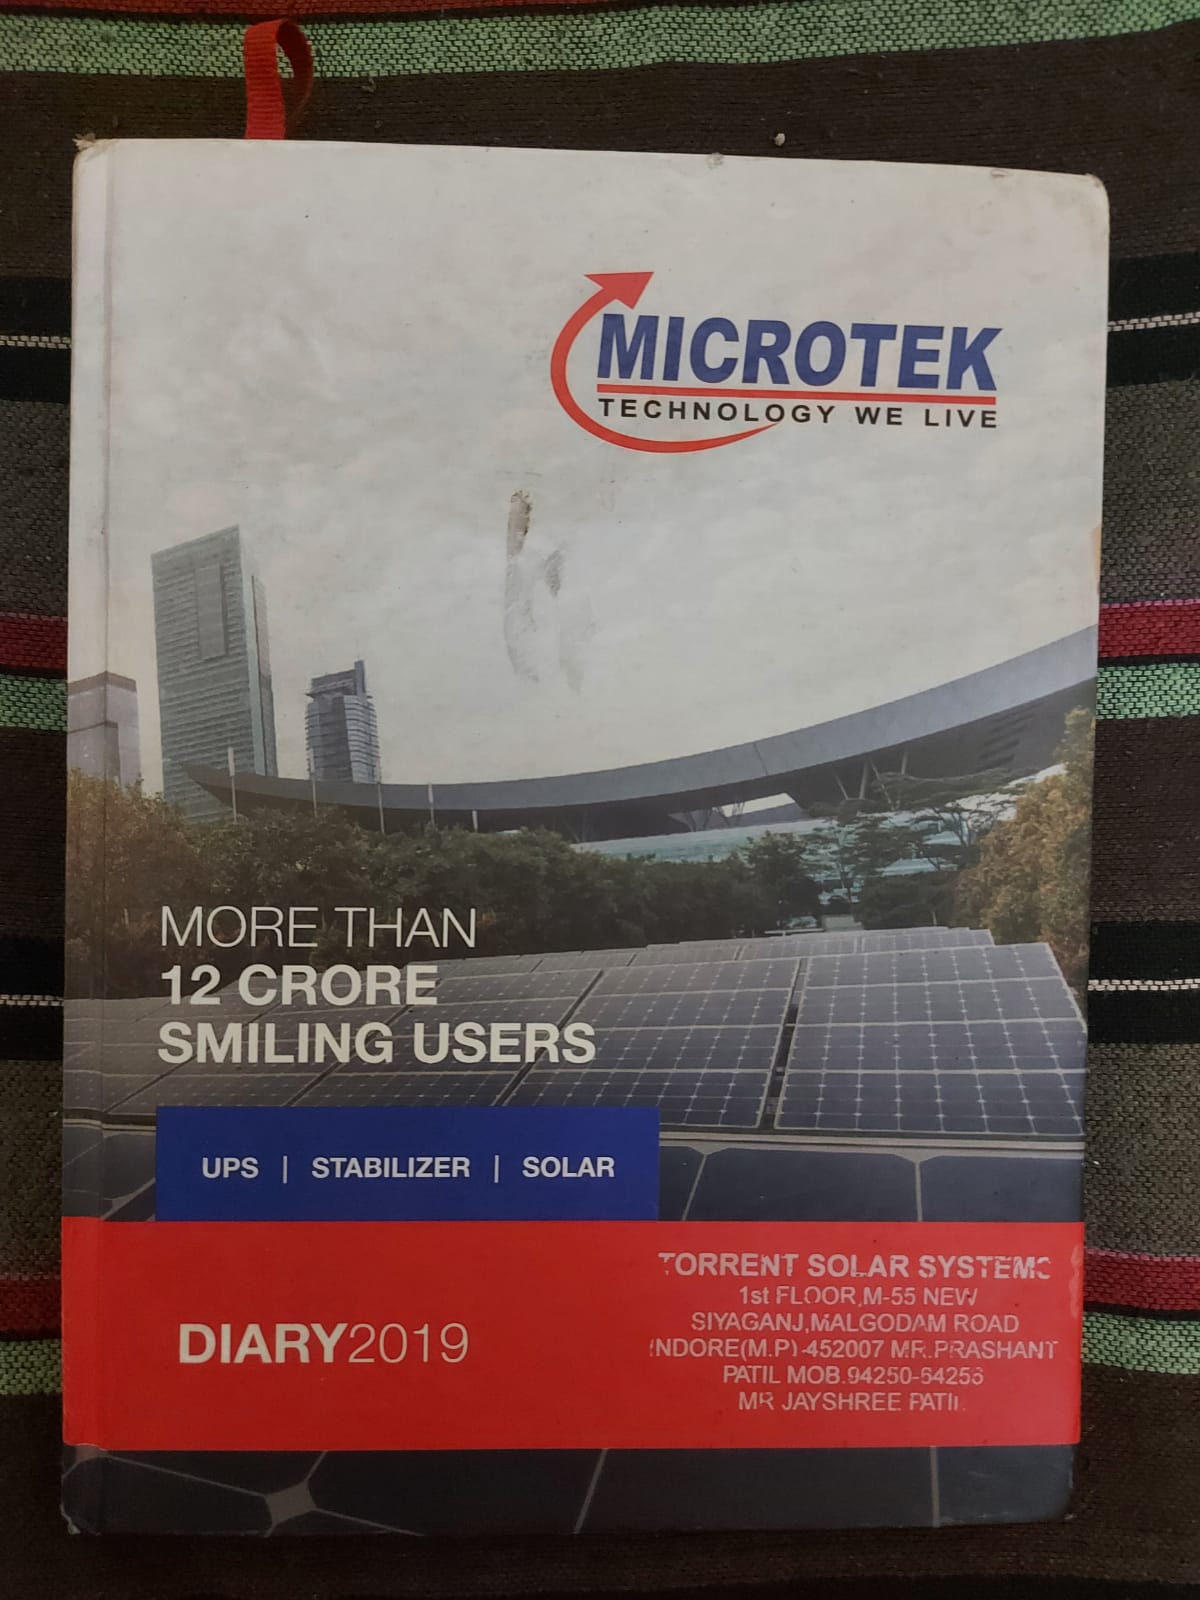 MICROTEK
TECHNOLOGY WE LIVE
MORE THAN
12 CRORE
SMILING USERS
UPS | STABILIZER | SOLAR
DIARY2019
TORRENT SOLAR SYSTEMS
1st FLOOR,M-55 NEW
SIYAGANJ,MALGODAM ROAD
INDORE(M.P)-452007 MR.PRASHANT
PATIL MOB.94250-64256
MR JAYSHREE PATIL